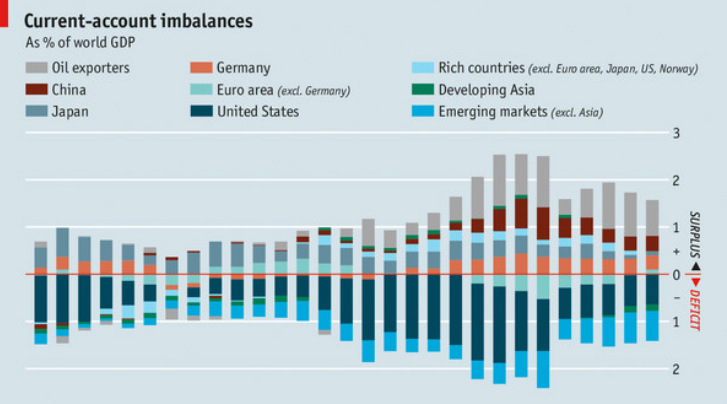 Current-account imbalances
As % of world GDP
Oil exporters
China
Japan
Germany
Euro area (excl. Germany)
United States
Rich countries (excl. Euro area, Japan, US, Norway)
Developing Asia
Emerging markets (excl. Asia)
3
2
1
+
0
–
1
2
SURPLUS ◀ ▶ DEFICIT